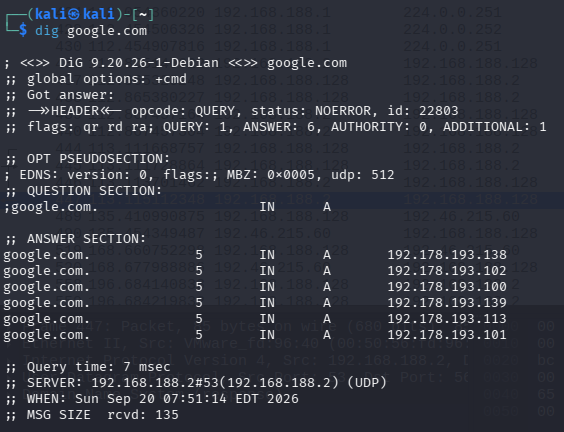 ┌──(kali㉿kali)-[~]
└─$ dig google.com

; <<>> DiG 9.20.26-1-Debian <<>> google.com
;; global options: +cmd
;; Got answer:
;; ->>HEADER<<- opcode: QUERY, status: NOERROR, id: 22803
;; flags: qr rd ra; QUERY: 1, ANSWER: 6, AUTHORITY: 0, ADDITIONAL: 1

;; OPT PSEUDOSECTION:
; EDNS: version: 0, flags:; MBZ: 0x0005, udp: 512
;; QUESTION SECTION:
;google.com. IN A

;; ANSWER SECTION:
google.com. 5 IN A 192.178.193.138
google.com. 5 IN A 192.178.193.102
google.com. 5 IN A 192.178.193.100
google.com. 5 IN A 192.178.193.139
google.com. 5 IN A 192.178.193.113
google.com. 5 IN A 192.178.193.101

;; Query time: 7 msec
;; SERVER: 192.168.188.2#53(192.168.188.2) (UDP)
;; WHEN: Sun Sep 20 07:51:14 EDT 2026
;; MSG SIZE rcvd: 135